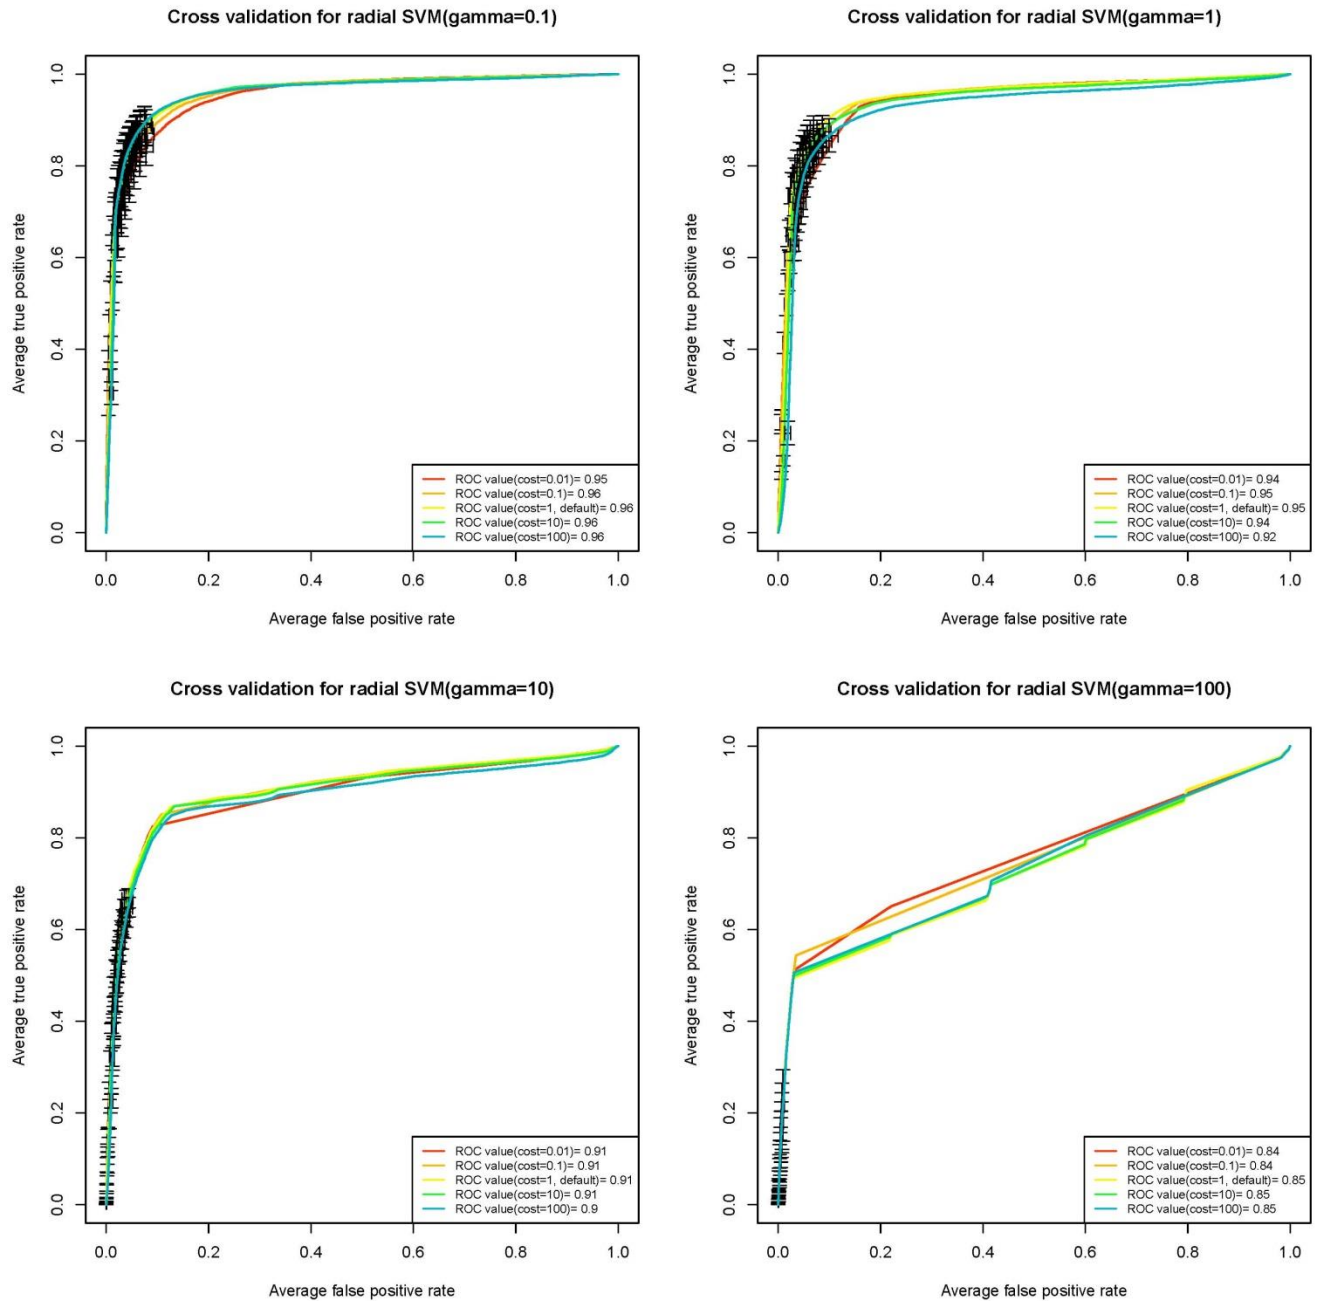 Cross validation for radial SVM(gamma=0.1)
1.0
0.8
0.6
0.4
0.2
0.0
Average true positive rate
ROC value(cost=0.01)= 0.95
ROC value(cost=0.1)= 0.96
ROC value(cost=1, default)= 0.96
ROC value(cost=10)= 0.96
ROC value(cost=100)= 0.96
0.0 0.2 0.4 0.6 0.8 1.0
Average false positive rate
Cross validation for radial SVM(gamma=1)
1.0
0.8
0.6
0.4
0.2
0.0
Average true positive rate
ROC value(cost=0.01)= 0.94
ROC value(cost=0.1)= 0.95
ROC value(cost=1, default)= 0.95
ROC value(cost=10)= 0.94
ROC value(cost=100)= 0.92
0.0 0.2 0.4 0.6 0.8 1.0
Average false positive rate
Cross validation for radial SVM(gamma=10)
1.0
0.8
0.6
0.4
0.2
0.0
Average true positive rate
ROC value(cost=0.01)= 0.91
ROC value(cost=0.1)= 0.91
ROC value(cost=1, default)= 0.91
ROC value(cost=10)= 0.91
ROC value(cost=100)= 0.9
0.0 0.2 0.4 0.6 0.8 1.0
Average false positive rate
Cross validation for radial SVM(gamma=100)
1.0
0.8
0.6
0.4
0.2
0.0
Average true positive rate
ROC value(cost=0.01)= 0.84
ROC value(cost=0.1)= 0.84
ROC value(cost=1, default)= 0.85
ROC value(cost=10)= 0.85
ROC value(cost=100)= 0.85
0.0 0.2 0.4 0.6 0.8 1.0
Average false positive rate